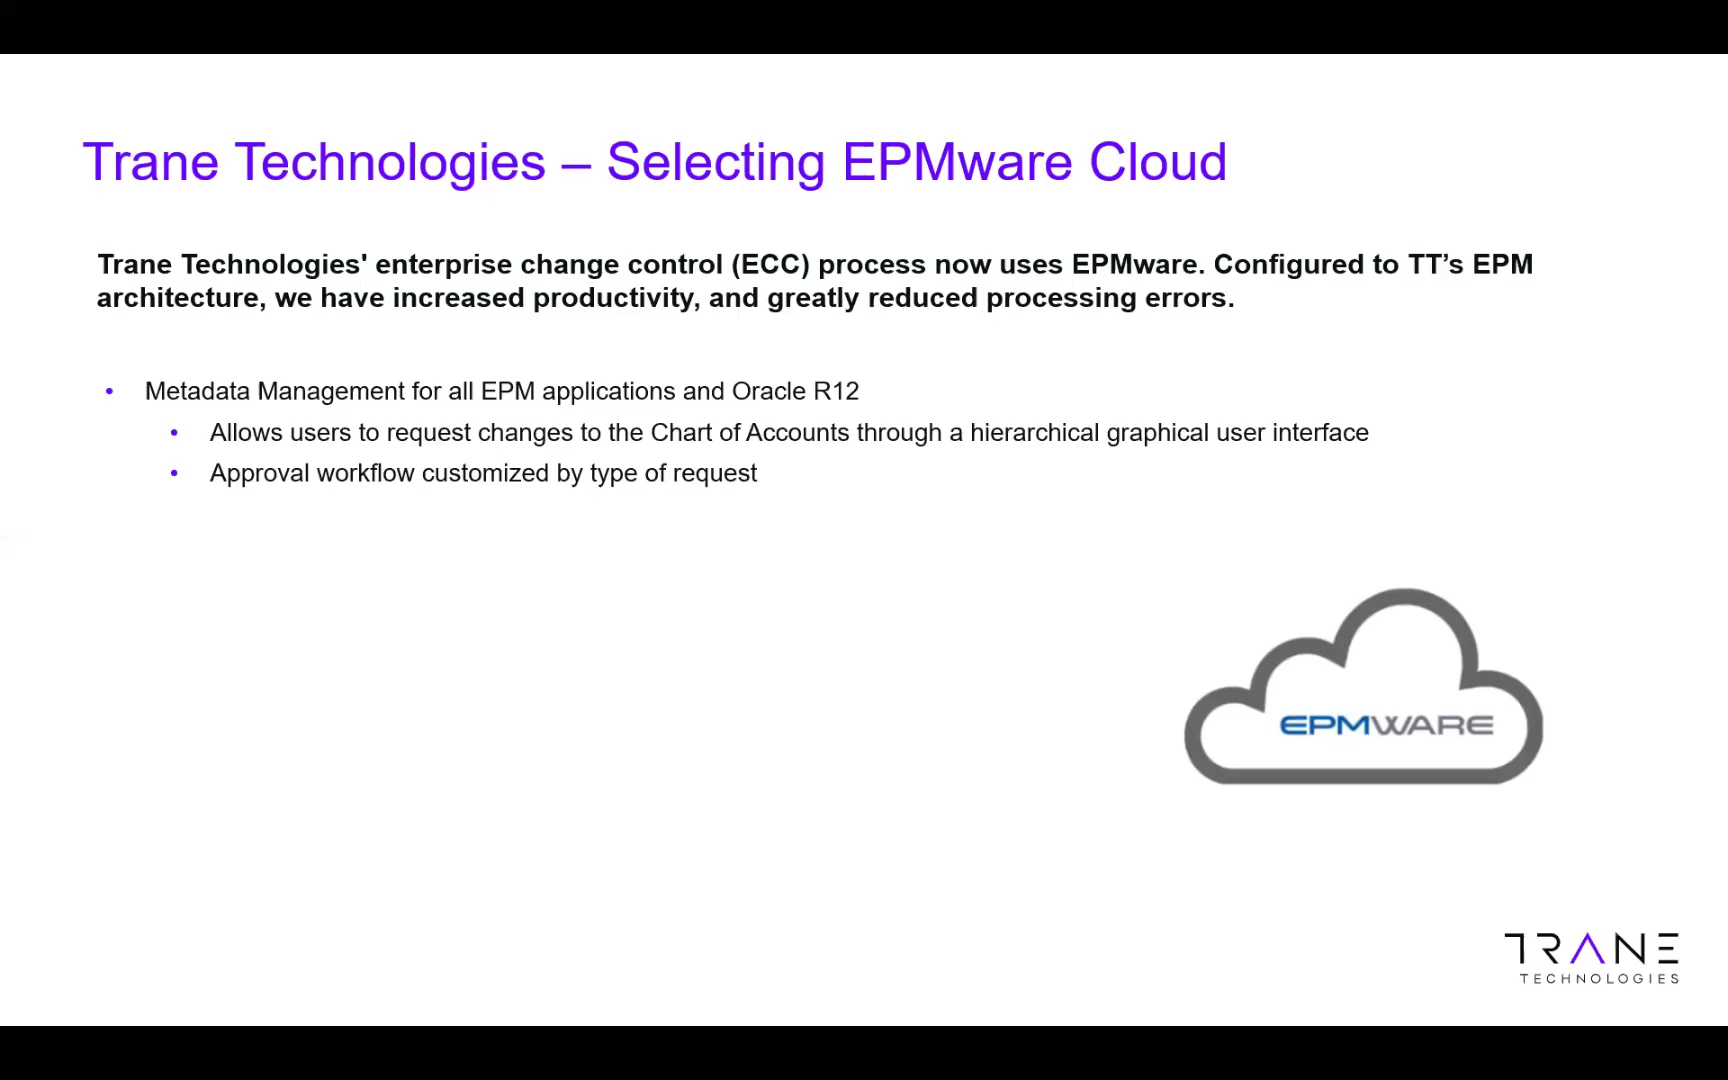 Trane Technologies – Selecting EPMware Cloud
Trane Technologies' enterprise change control (ECC) process now uses EPMware. Configured to TT’s EPM
architecture, we have increased productivity, and greatly reduced processing errors.
• Metadata Management for all EPM applications and Oracle R12
• Allows users to request changes to the Chart of Accounts through a hierarchical graphical user interface
• Approval workflow customized by type of request
EPMWARE
TRANE
TECHNOLOGIES